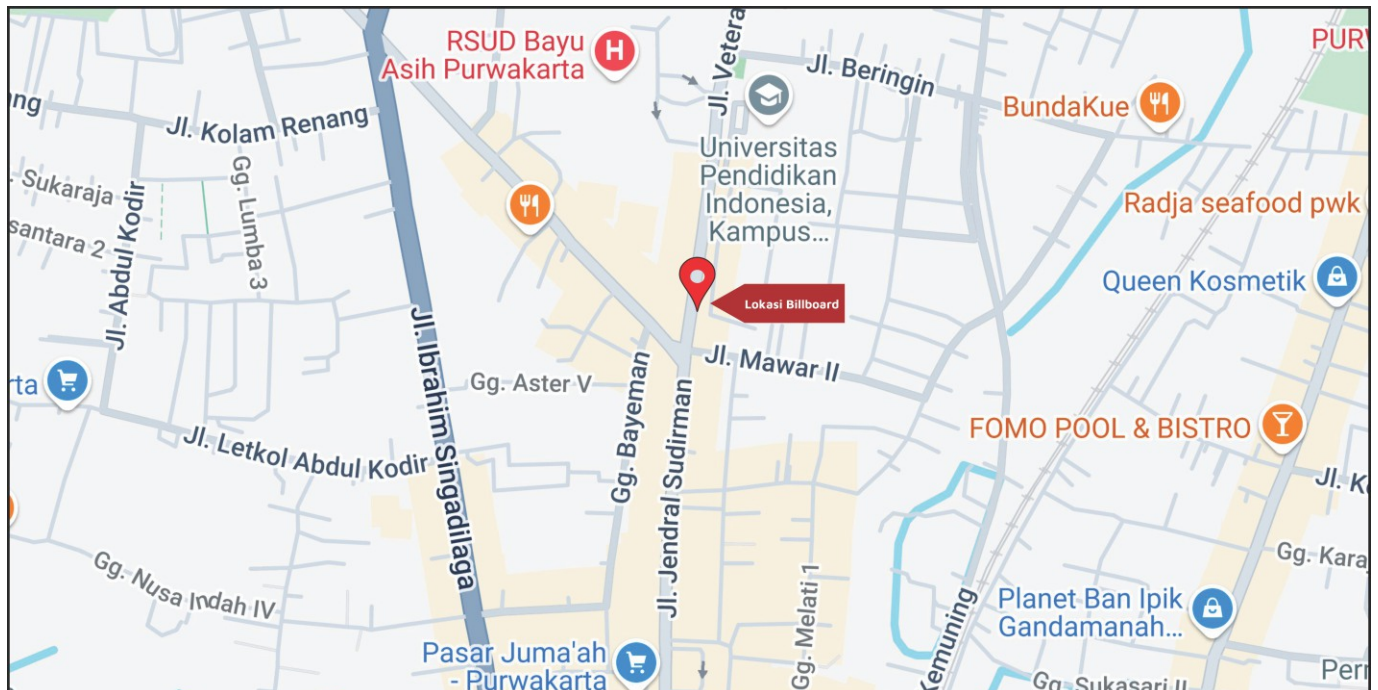 RSUD Bayu
Asih Purwakarta
H
Jl. Vetera
Jl. Beringin
PURW
BundaKue
ang
Jl. Kolam Renang
Universitas
Pendidikan
Indonesia,
Kampus...
. Sukaraja
santara 2
Jl. Abdul Kodir
Gg. Lumba 3
Radja seafood pwk
Queen Kosmetik
Lokasi Billboard
Jl. Ibrahim Singadilaga
Jl. Mawar II
Gg. Aster V
Gg. Bayeman
rta
Jl. Letkol Abdul Kodir
Jl. Jendral Sudirman
FOMO POOL & BISTRO
Jl. K
Gg. Nusa Indah IV
Gg. Melati 1
Gg. Kara
Kemuning
Planet Ban Ipik
Gandamanah...
Pasar Juma'ah
- Purwakarta
Gg. Sukasari II
Perr